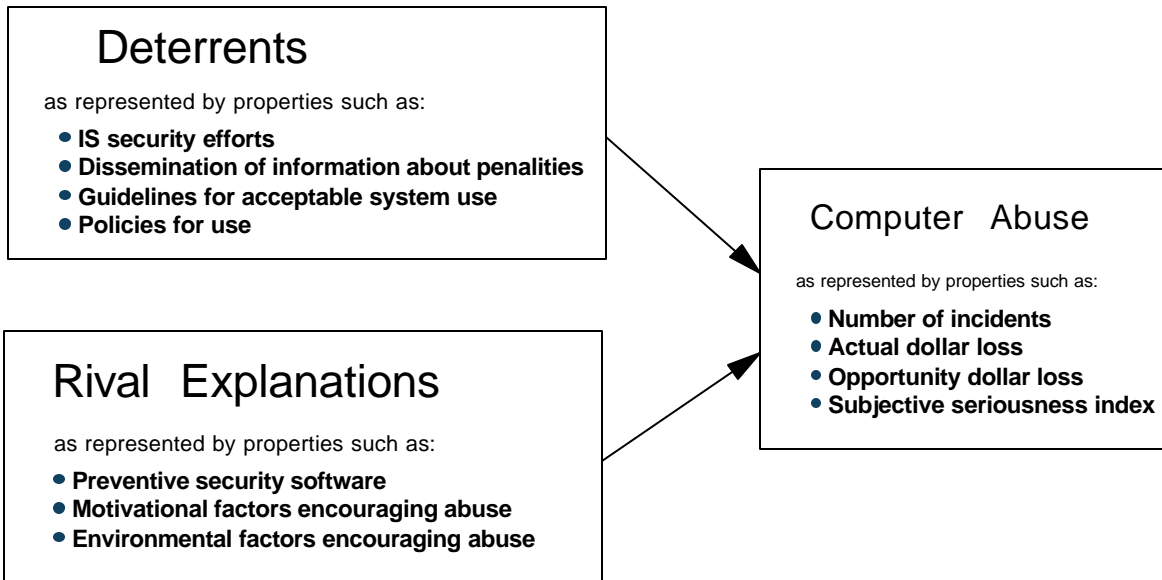 Deterrents
as represented by properties such as:
• IS security efforts
• Dissemination of information about penalities
• Guidelines for acceptable system use
• Policies for use
Rival Explanations
as represented by properties such as:
• Preventive security software
• Motivational factors encouraging abuse
• Environmental factors encouraging abuse
Computer Abuse
as represented by properties such as:
• Number of incidents
• Actual dollar loss
• Opportunity dollar loss
• Subjective seriousness index